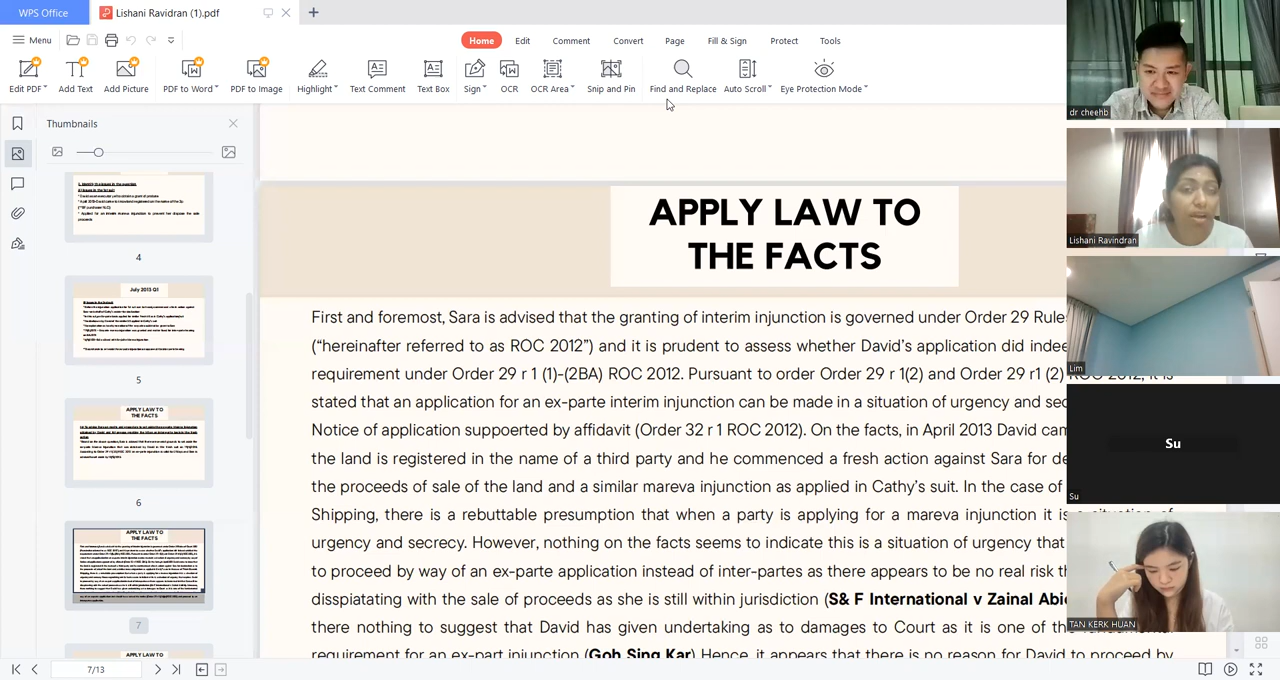 WPS Office
Lishani Ravidran (1).pdf
Menu
Home
Edit
Comment
Convert
Page
Fill & Sign
Protect
Tools
Edit PDF
Add Text
Add Picture
PDF to Word
PDF to Image
Highlight
Text Comment
Text Box
Sign
OCR
OCR Area
Snip and Pin
Find and Replace
Auto Scroll
Eye Protection Mode
Thumbnails
4
July 2013 Q1
5
APPLY LAW TO
THE FACTS
6
APPLY LAW TO
THE FACTS
7
APPLY LAW TO
7/13
APPLY LAW TO
THE FACTS
First and foremost, Sara is advised that the granting of interim injunction is governed under Order 29 Rule
("hereinafter referred to as ROC 2012") and it is prudent to assess whether David's application did indee
requirement under Order 29 r 1 (1)-(2BA) ROC 2012. Pursuant to order Order 29 r 1(2) and Order 29 r1 (2) ROC 2012, it is
stated that an application for an ex-parte interim injunction can be made in a situation of urgency and sec
Notice of application supported by affidavit (Order 32 r 1 ROC 2012). On the facts, in April 2013 David cam
the land is registered in the name of a third party and he commenced a fresh action against Sara for de
the proceeds of sale of the land and a similar mareva injunction as applied in Cathy's suit. In the case of
Shipping, there is a rebuttable presumption that when a party is applying for a mareva injunction it is a situation of
urgency and secrecy. However, nothing on the facts seems to indicate it is a situation of urgency that
to proceed by way of an ex-parte application instead of inter-parte. There appears to be no real risk th
disspiatating with the sale of proceeds as she is still within jurisdiction (S& F International v Zainal Abi
there nothing to suggest that David has given undertaking as to damages to Court as it is one of the fundamental
requirement for an ex-part injunction (Goh Sing Kar) Hence, it appears that there is no reason for David to proceed by
dr cheehb
Lishani Ravindran
Lim
Su
Su
TAN KERK HUAN